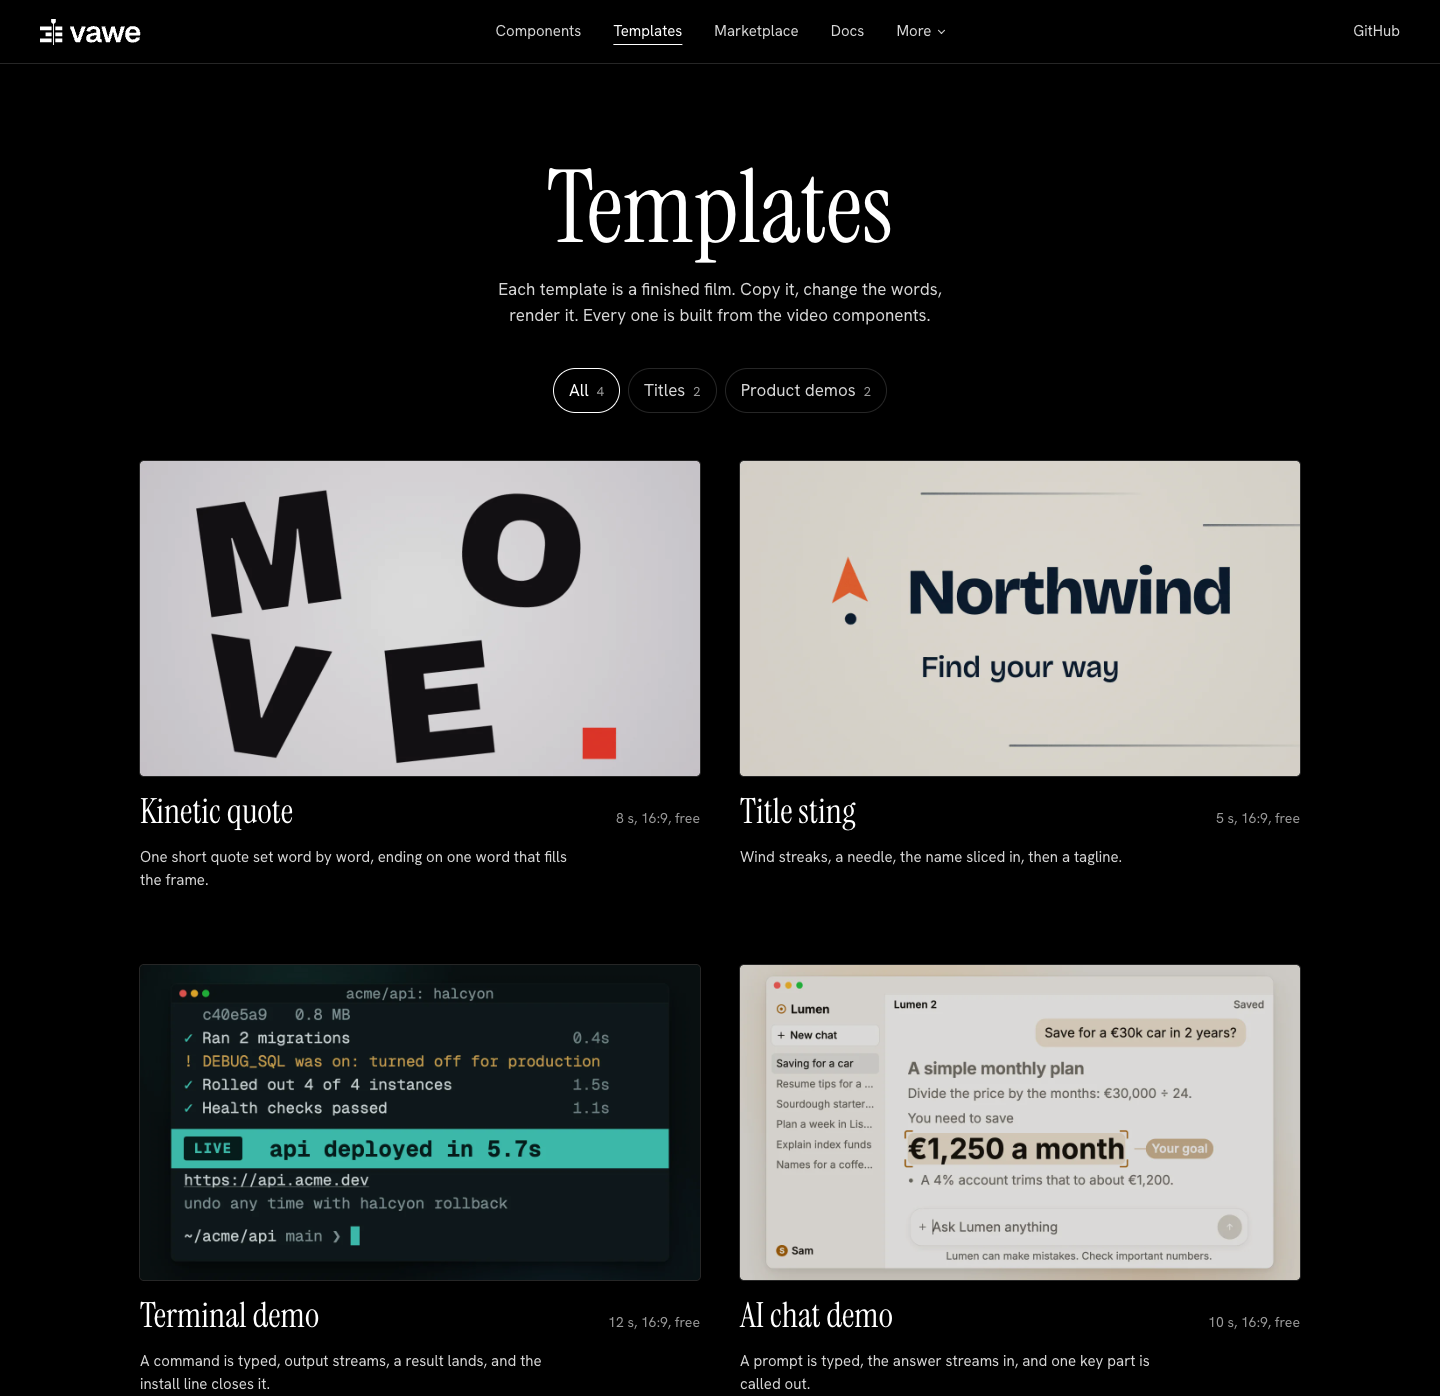 vawe
Components
Templates
Marketplace
Docs
More
GitHub
Templates
Each template is a finished film. Copy it, change the words,
render it. Every one is built from the video components.
All 4
Titles 2
Product demos 2
M O
VE.
Northwind
Find your way
Kinetic quote
8 s, 16:9, free
One short quote set word by word, ending on one word that fills
the frame.
Title sting
5 s, 16:9, free
Wind streaks, a needle, the name sliced in, then a tagline.
acme/api: halcyon
c40e5a9 0.8 MB
✓ Ran 2 migrations 0.4s
! DEBUG_SQL was on: turned off for production
✓ Rolled out 4 of 4 instances 1.5s
✓ Health checks passed 1.1s
LIVE api deployed in 5.7s
https://api.acme.dev
undo any time with halcyon rollback
~/acme/api main ❯
Lumen
+ New chat
Saving for a car
Resume tips for a ...
Sourdough starter...
Plan a week in Lis...
Explain index funds
Names for a coffe...
S Sam
Lumen 2
Saved
Save for a €30k car in 2 years?
A simple monthly plan
Divide the price by the months: €30,000 ÷ 24.
You need to save
€1,250 a month
Your goal
• A 4% account trims that to about €1,200.
+ Ask Lumen anything
Lumen can make mistakes. Check important numbers.
Terminal demo
12 s, 16:9, free
A command is typed, output streams, a result lands, and the
install line closes it.
AI chat demo
10 s, 16:9, free
A prompt is typed, the answer streams in, and one key part is
called out.